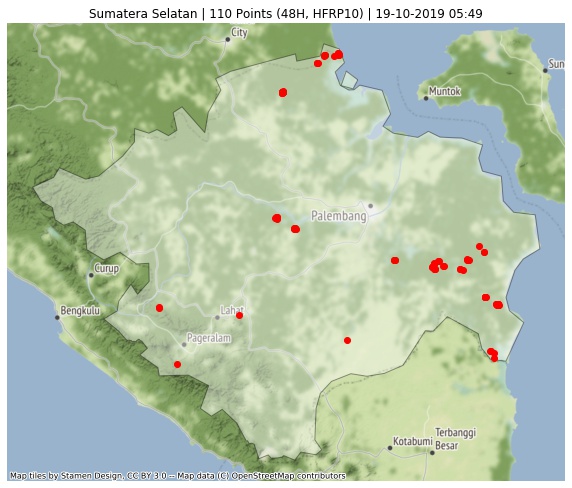 Sumatera Selatan | 110 Points (48H, HFRP10) | 19-10-2019 05:49
City
Sun
Muntok
Palembang
Curup
Bengkulu
Lahat
Pageralam
Terbanggi
Kotabumi
Besar
Map tiles by Stamen Design, CC BY 3.0 -- Map data (C) OpenStreetMap contributors